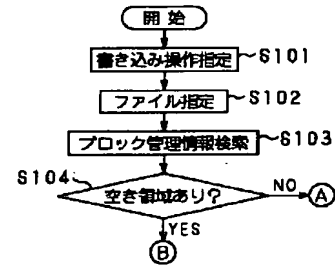 開始
書き込み操作指定 S101
ファイル指定 S102
ブロック管理情報検索 S103
S104
空き領域あり? NO A
YES
B